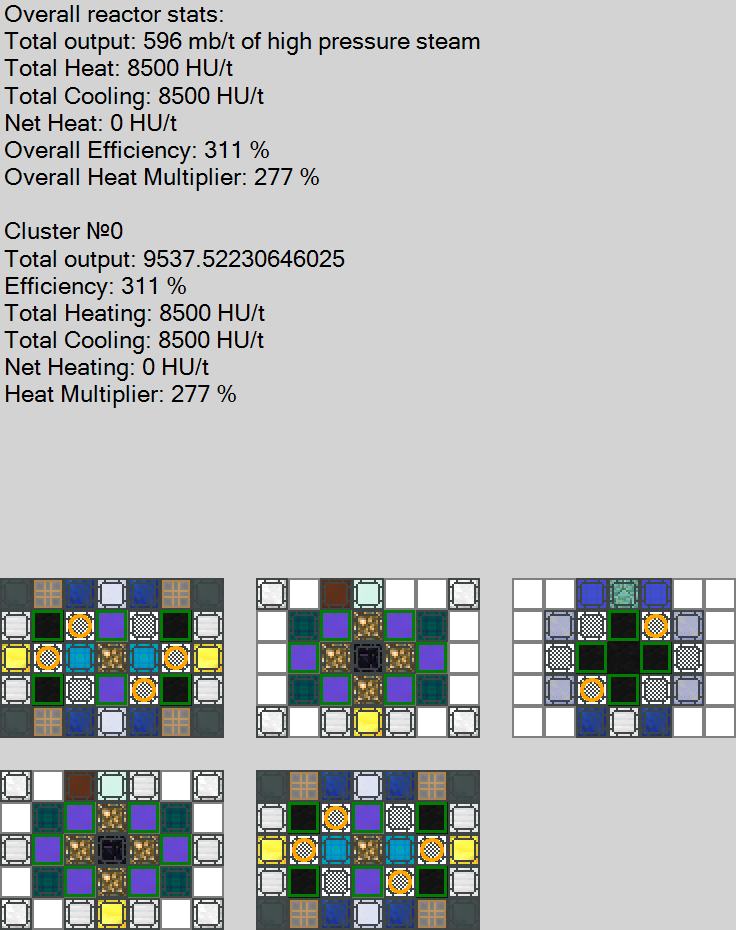 Overall reactor stats:
Total output: 596 mb/t of high pressure steam
Total Heat: 8500 HU/t
Total Cooling: 8500 HU/t
Net Heat: 0 HU/t
Overall Efficiency: 311 %
Overall Heat Multiplier: 277 %
Cluster №0
Total output: 9537.52230646025
Efficiency: 311 %
Total Heating: 8500 HU/t
Total Cooling: 8500 HU/t
Net Heating: 0 HU/t
Heat Multiplier: 277 %